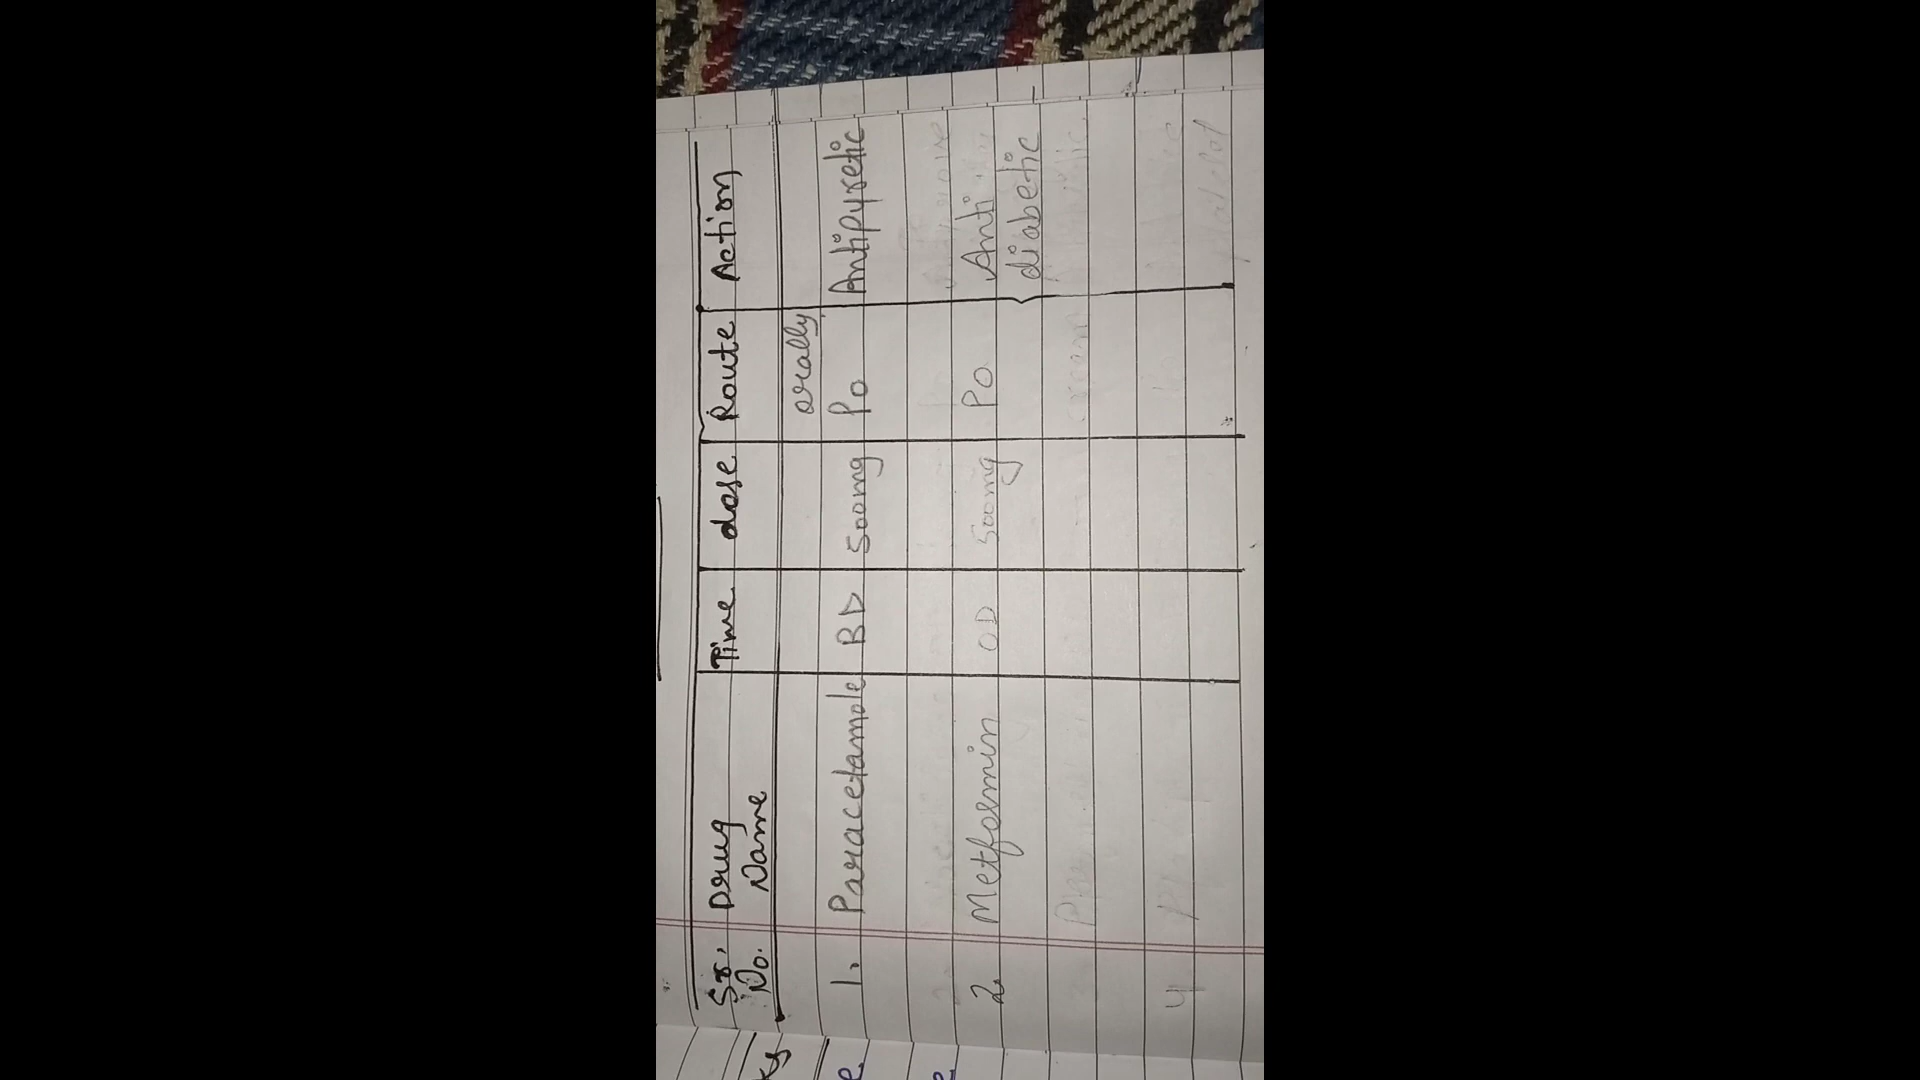 Sr. Drug Time dose Route Action
No. Name
orally
1. Paracetamole BD 500mg Po Antipyretic
2. Metformin OD 500mg PO Anti
diabetic
4